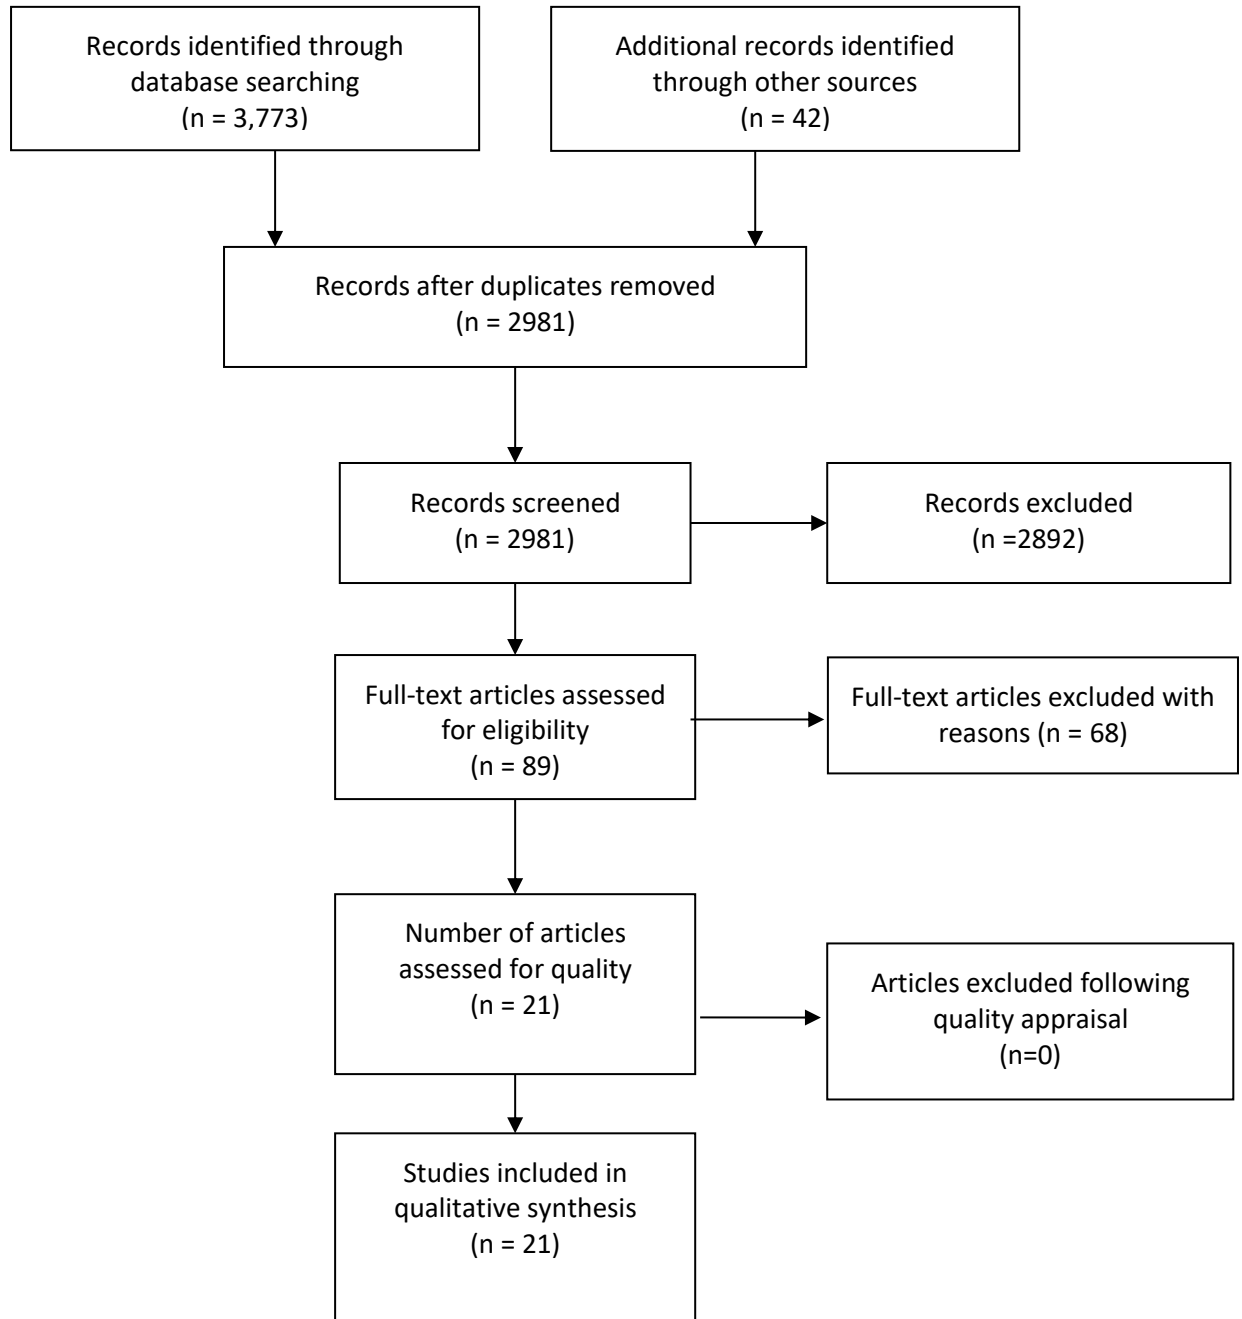 Records identified through
database searching
(n = 3,773)
Additional records identified
through other sources
(n = 42)
Records after duplicates removed
(n = 2981)
Records screened
(n = 2981)
Records excluded
(n =2892)
Full-text articles assessed
for eligibility
(n = 89)
Full-text articles excluded with
reasons (n = 68)
Number of articles
assessed for quality
(n = 21)
Articles excluded following
quality appraisal
(n=0)
Studies included in
qualitative synthesis
(n = 21)